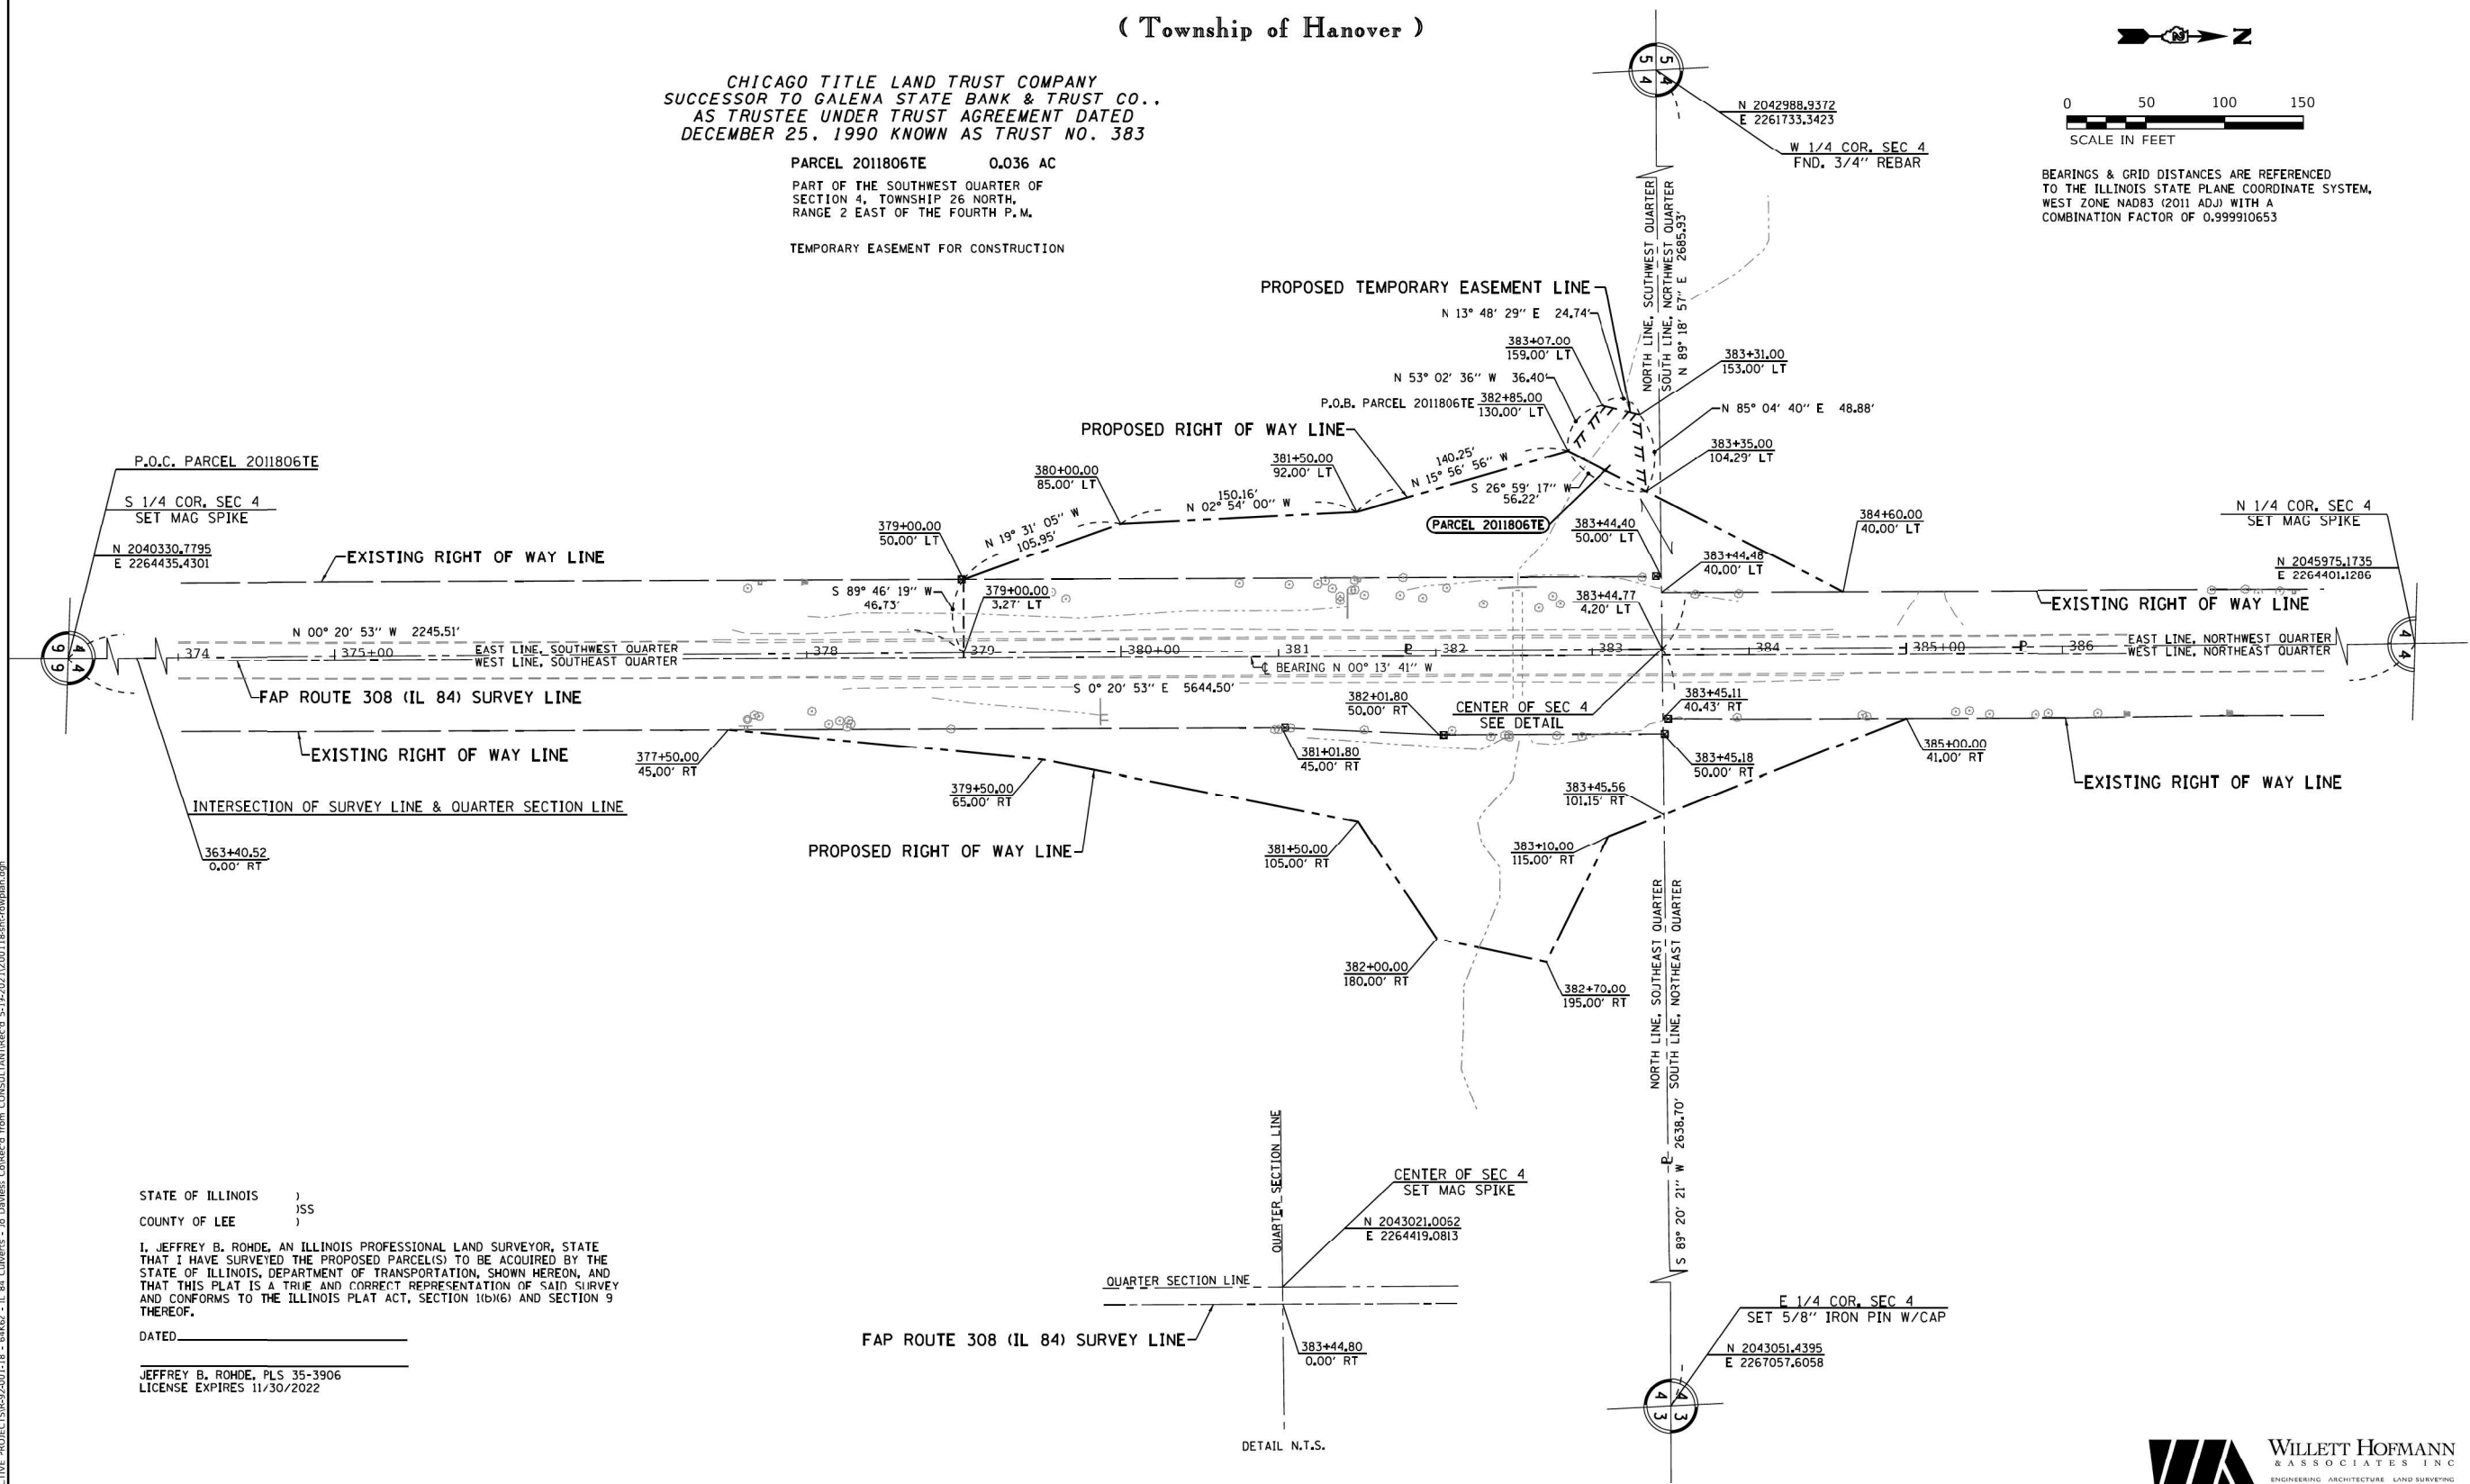 ( Township of Hanover )
CHICAGO TITLE LAND TRUST COMPANY
SUCCESSOR TO GALENA STATE BANK & TRUST CO.,
AS TRUSTEE UNDER TRUST AGREEMENT DATED
DECEMBER 25, 1990 KNOWN AS TRUST NO. 383
PARCEL 2011806TE 0.036 AC
PART OF THE SOUTHWEST QUARTER OF
SECTION 4, TOWNSHIP 26 NORTH,
RANGE 2 EAST OF THE FOURTH P.M.
TEMPORARY EASEMENT FOR CONSTRUCTION
5 5
4 4
N 2042988.9372
E 2261733.3423
W 1/4 COR. SEC 4
FND. 3/4" REBAR
N
0 50 100 150
SCALE IN FEET
BEARINGS & GRID DISTANCES ARE REFERENCED
TO THE ILLINOIS STATE PLANE COORDINATE SYSTEM,
WEST ZONE NAD83 (2011 ADJ) WITH A
COMBINATION FACTOR OF 0.999910653
NORTH LINE, SOUTHWEST QUARTER
SOUTH LINE, NORTHWEST QUARTER
N 89° 18' 57" E 2685.93'
PROPOSED TEMPORARY EASEMENT LINE
N 13° 48' 29" E 24.74'
383+07.00
159.00' LT
383+31.00
153.00' LT
N 53° 02' 36" W 36.40'
P.O.B. PARCEL 2011806TE
382+85.00
130.00' LT
N 85° 04' 40" E 48.88'
PROPOSED RIGHT OF WAY LINE
383+35.00
104.29' LT
P.O.C. PARCEL 2011806TE
S 1/4 COR. SEC 4
SET MAG SPIKE
N 2040330.7795
E 2264435.4301
380+00.00
85.00' LT
381+50.00
92.00' LT
140.25'
N 15° 56' 56" W
150.16'
N 02° 54' 00" W
S 26° 59' 17" W
56.22'
PARCEL 2011806TE
379+00.00
50.00' LT
N 19° 31' 05" W
105.95'
383+44.40
50.00' LT
384+60.00
40.00' LT
N 1/4 COR. SEC 4
SET MAG SPIKE
N 2045975.1735
E 2264401.1286
EXISTING RIGHT OF WAY LINE
383+44.48
40.00' LT
S 89° 46' 19" W
46.73'
379+00.00
3.27' LT
383+44.77
4.20' LT
EXISTING RIGHT OF WAY LINE
N 00° 20' 53" W 2245.51'
EAST LINE, SOUTHWEST QUARTER
WEST LINE, SOUTHEAST QUARTER
EAST LINE, NORTHWEST QUARTER
WEST LINE, NORTHEAST QUARTER
374 375+00 378 379 380+00 381 382 383 384 385+00 386
9 4
9 4
4
4
℄ BEARING N 00° 13' 41" W
S 0° 20' 53" E 5644.50'
FAP ROUTE 308 (IL 84) SURVEY LINE
382+01.80
50.00' RT
CENTER OF SEC 4
SEE DETAIL
383+45.11
40.43' RT
EXISTING RIGHT OF WAY LINE
377+50.00
45.00' RT
381+01.80
45.00' RT
383+45.18
50.00' RT
385+00.00
41.00' RT
EXISTING RIGHT OF WAY LINE
INTERSECTION OF SURVEY LINE & QUARTER SECTION LINE
363+40.52
0.00' RT
379+50.00
65.00' RT
383+45.56
101.15' RT
PROPOSED RIGHT OF WAY LINE
381+50.00
105.00' RT
383+10.00
115.00' RT
382+00.00
180.00' RT
382+70.00
195.00' RT
NORTH LINE, SOUTHEAST QUARTER
SOUTH LINE, NORTHEAST QUARTER
S 89° 20' 21" W 2638.70'
STATE OF ILLINOIS )
)SS
COUNTY OF LEE )
I, JEFFREY B. ROHDE, AN ILLINOIS PROFESSIONAL LAND SURVEYOR, STATE
THAT I HAVE SURVEYED THE PROPOSED PARCEL(S) TO BE ACQUIRED BY THE
STATE OF ILLINOIS, DEPARTMENT OF TRANSPORTATION, SHOWN HEREON, AND
THAT THIS PLAT IS A TRUE AND CORRECT REPRESENTATION OF SAID SURVEY
AND CONFORMS TO THE ILLINOIS PLAT ACT, SECTION 1(b)(6) AND SECTION 9
THEREOF.
DATED
JEFFREY B. ROHDE, PLS 35-3906
LICENSE EXPIRES 11/30/2022
QUARTER SECTION LINE
CENTER OF SEC 4
SET MAG SPIKE
N 2043021.0062
E 2264419.0813
QUARTER SECTION LINE
FAP ROUTE 308 (IL 84) SURVEY LINE
383+44.80
0.00' RT
DETAIL N.T.S.
E 1/4 COR. SEC 4
SET 5/8" IRON PIN W/CAP
N 2043051.4395
E 2267057.6058
4 4
3 3
WILLETT HOFMANN
& ASSOCIATES INC
ENGINEERING ARCHITECTURE LAND SURVEYING